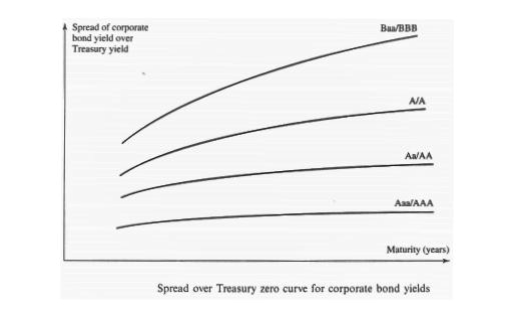 Spread of corporate
bond yield over
Treasury yield
Baa/BBB
A/A
Aa/AA
Aaa/AAA
Maturity (years)
Spread over Treasury zero curve for corporate bond yields